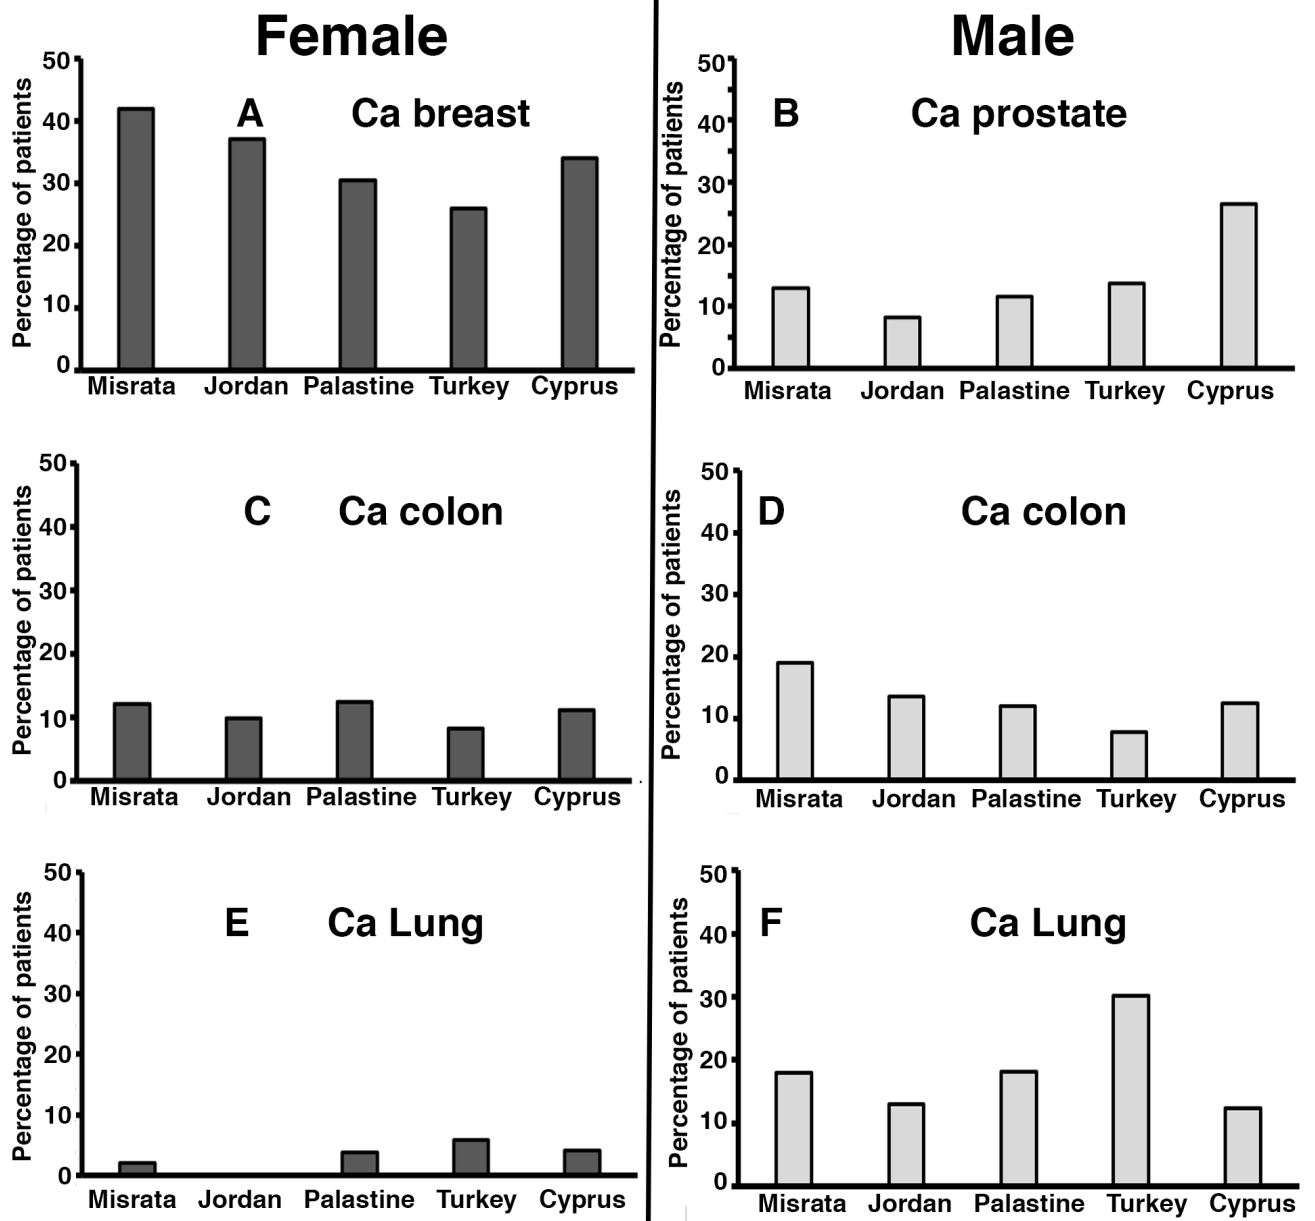 Female
Male
A Ca breast
Percentage of patients
50
40
30
20
10
0
Misrata Jordan Palastine Turkey Cyprus
B Ca prostate
Percentage of patients
50
40
30
20
10
0
Misrata Jordan Palastine Turkey Cyprus
C Ca colon
Percentage of patients
50
40
30
20
10
0
Misrata Jordan Palastine Turkey Cyprus
D Ca colon
Percentage of patients
50
40
30
20
10
0
Misrata Jordan Palastine Turkey Cyprus
E Ca Lung
Percentage of patients
50
40
30
20
10
0
Misrata Jordan Palastine Turkey Cyprus
F Ca Lung
Percentage of patients
50
40
30
20
10
0
Misrata Jordan Palastine Turkey Cyprus